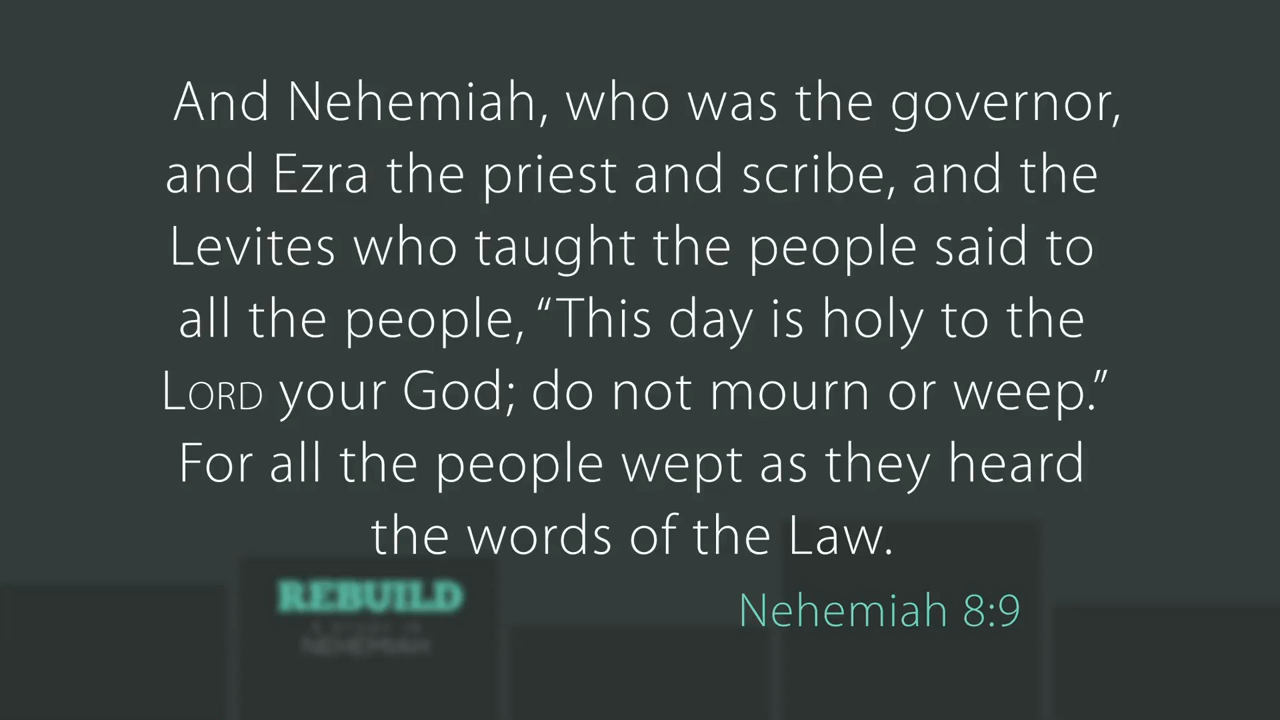 And Nehemiah, who was the governor,
and Ezra the priest and scribe, and the
Levites who taught the people said to
all the people, “This day is holy to the
LORD your God; do not mourn or weep.”
For all the people wept as they heard
the words of the Law.
Nehemiah 8:9
REBUILD
NEHEMIAH